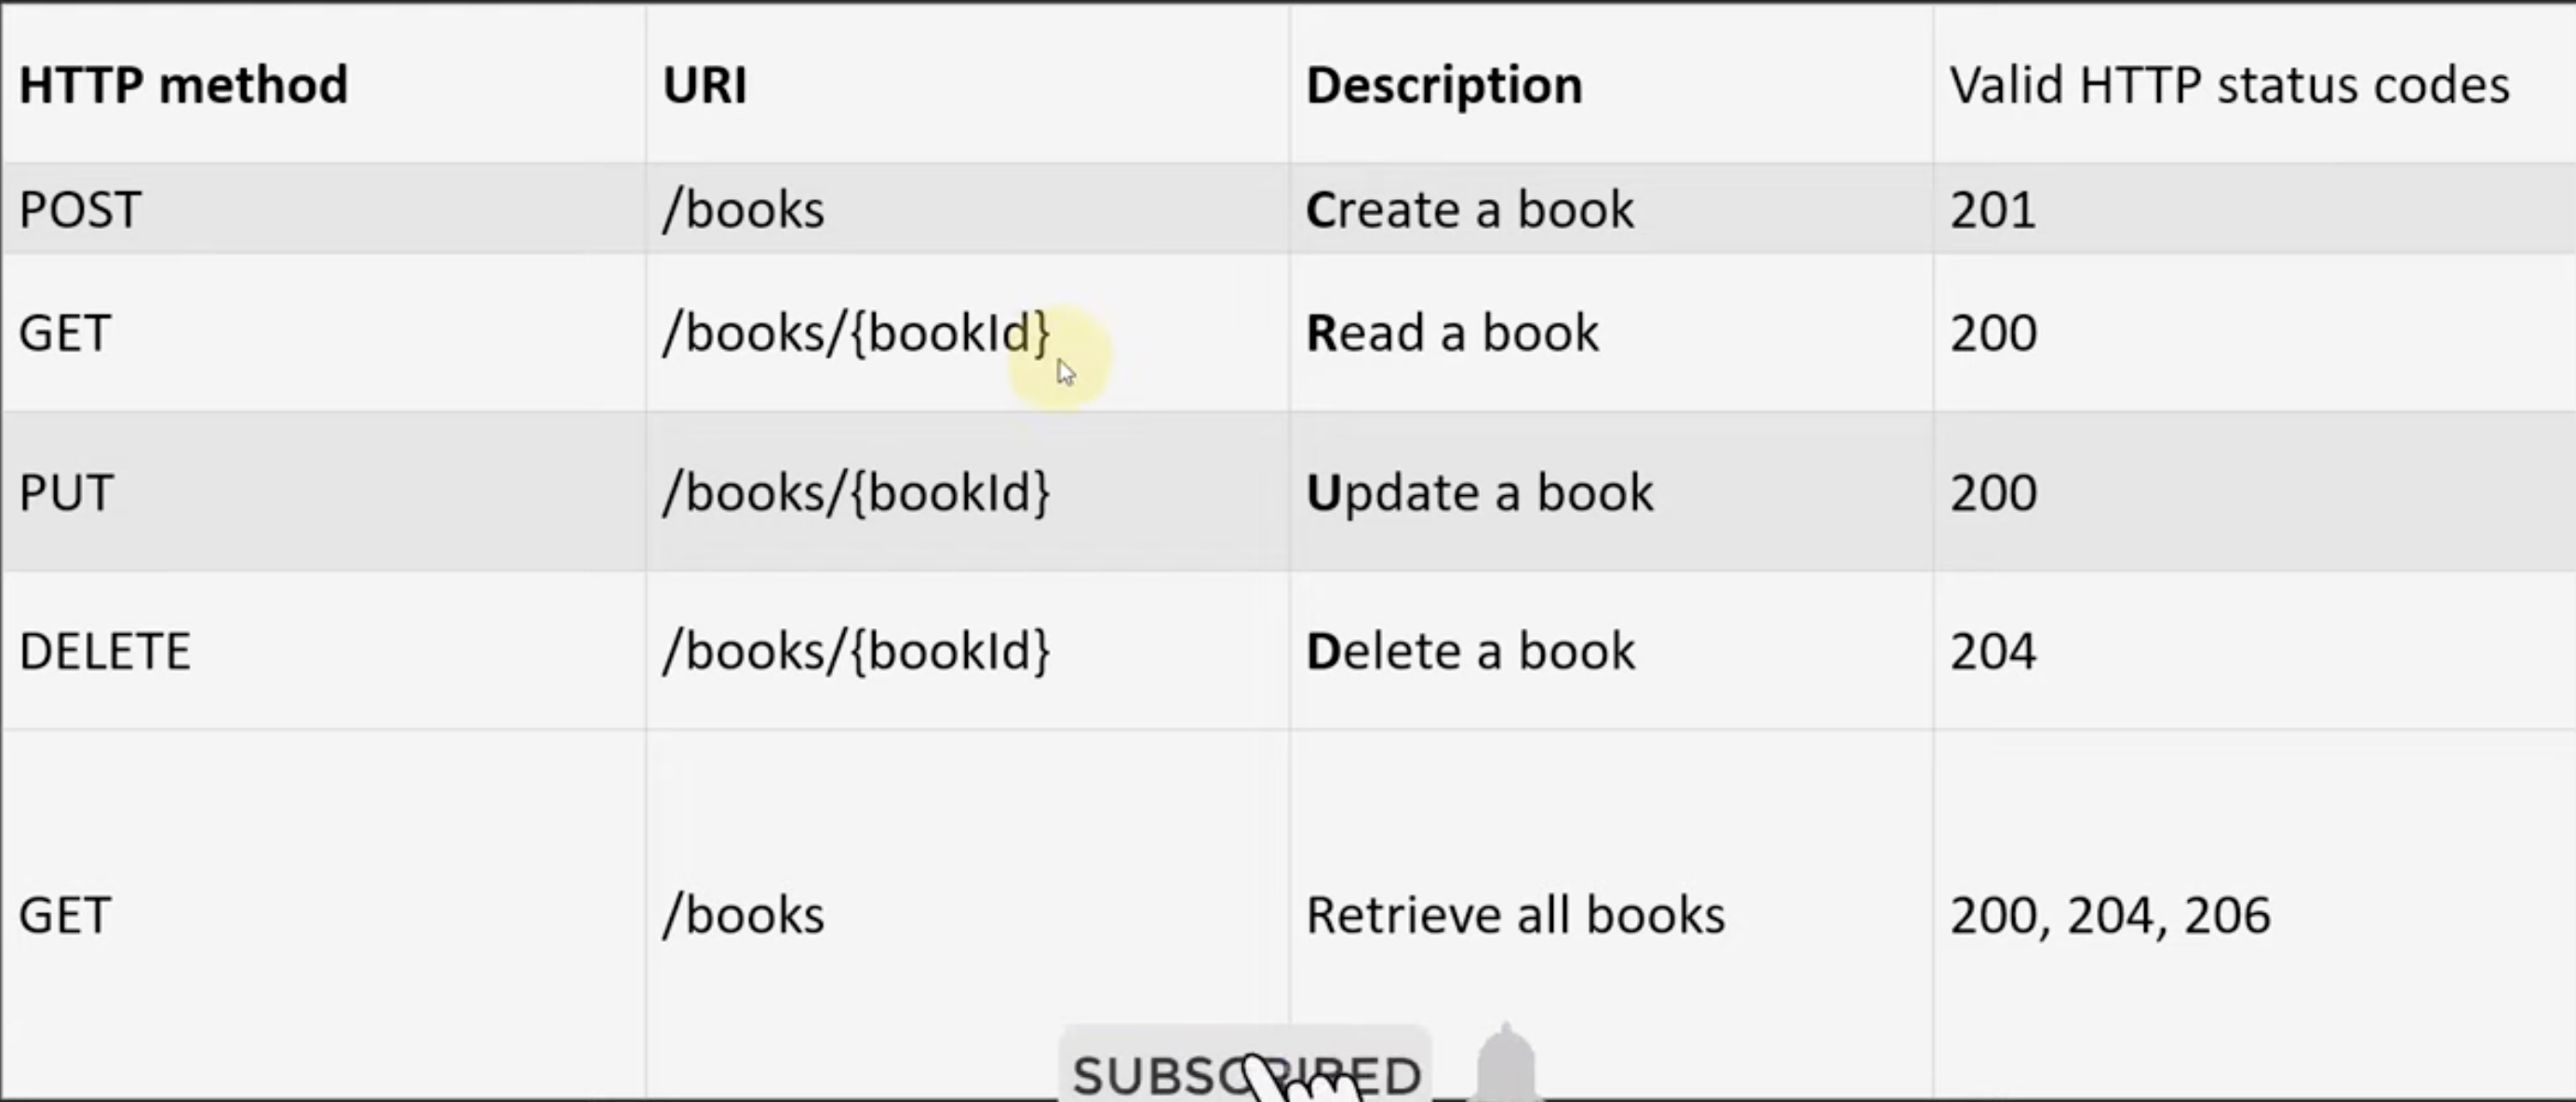 HTTP method URI Description Valid HTTP status codes
POST /books Create a book 201
GET /books/{bookId} Read a book 200
PUT /books/{bookId} Update a book 200
DELETE /books/{bookId} Delete a book 204
GET /books Retrieve all books 200, 204, 206
SUBSCRIBED